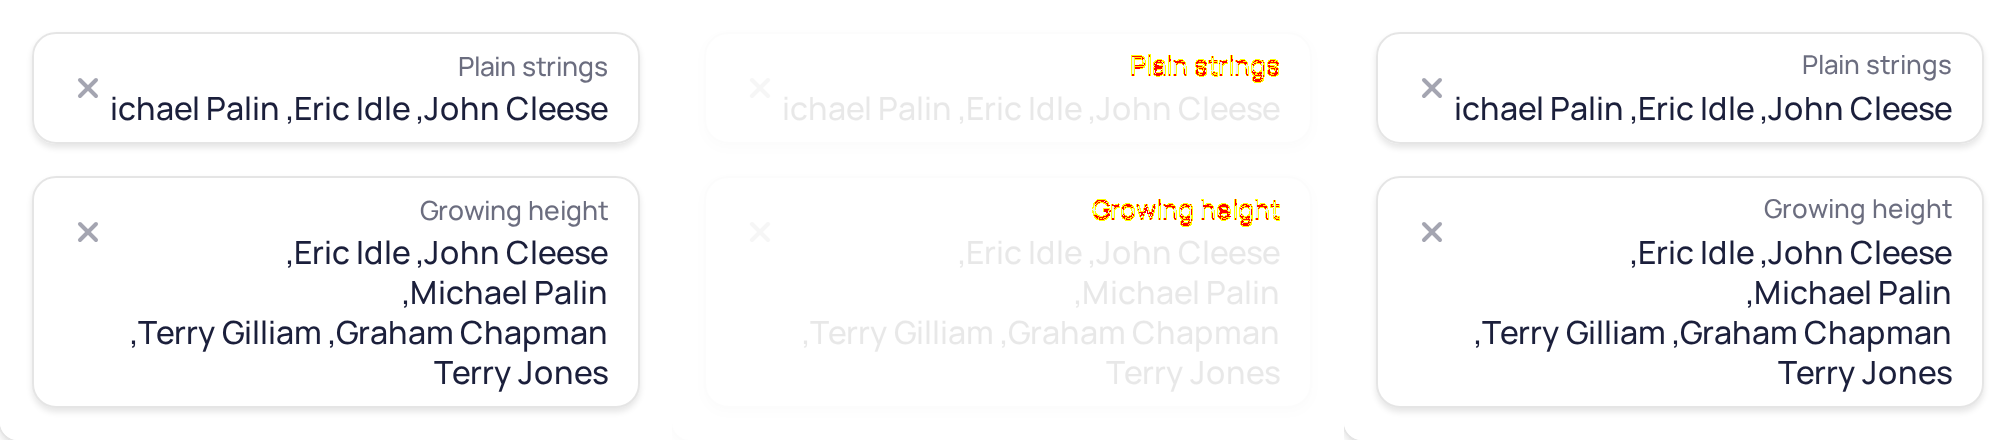 Plain strings
ichael Palin ,Eric Idle ,John Cleese
Growing height
,Eric Idle ,John Cleese
,Michael Palin
,Terry Gilliam ,Graham Chapman
Terry Jones
Plain strings
ichael Palin ,Eric Idle ,John Cleese
Growing height
,Eric Idle ,John Cleese
,Michael Palin
,Terry Gilliam ,Graham Chapman
Terry Jones
Plain strings
ichael Palin ,Eric Idle ,John Cleese
Growing height
,Eric Idle ,John Cleese
,Michael Palin
,Terry Gilliam ,Graham Chapman
Terry Jones